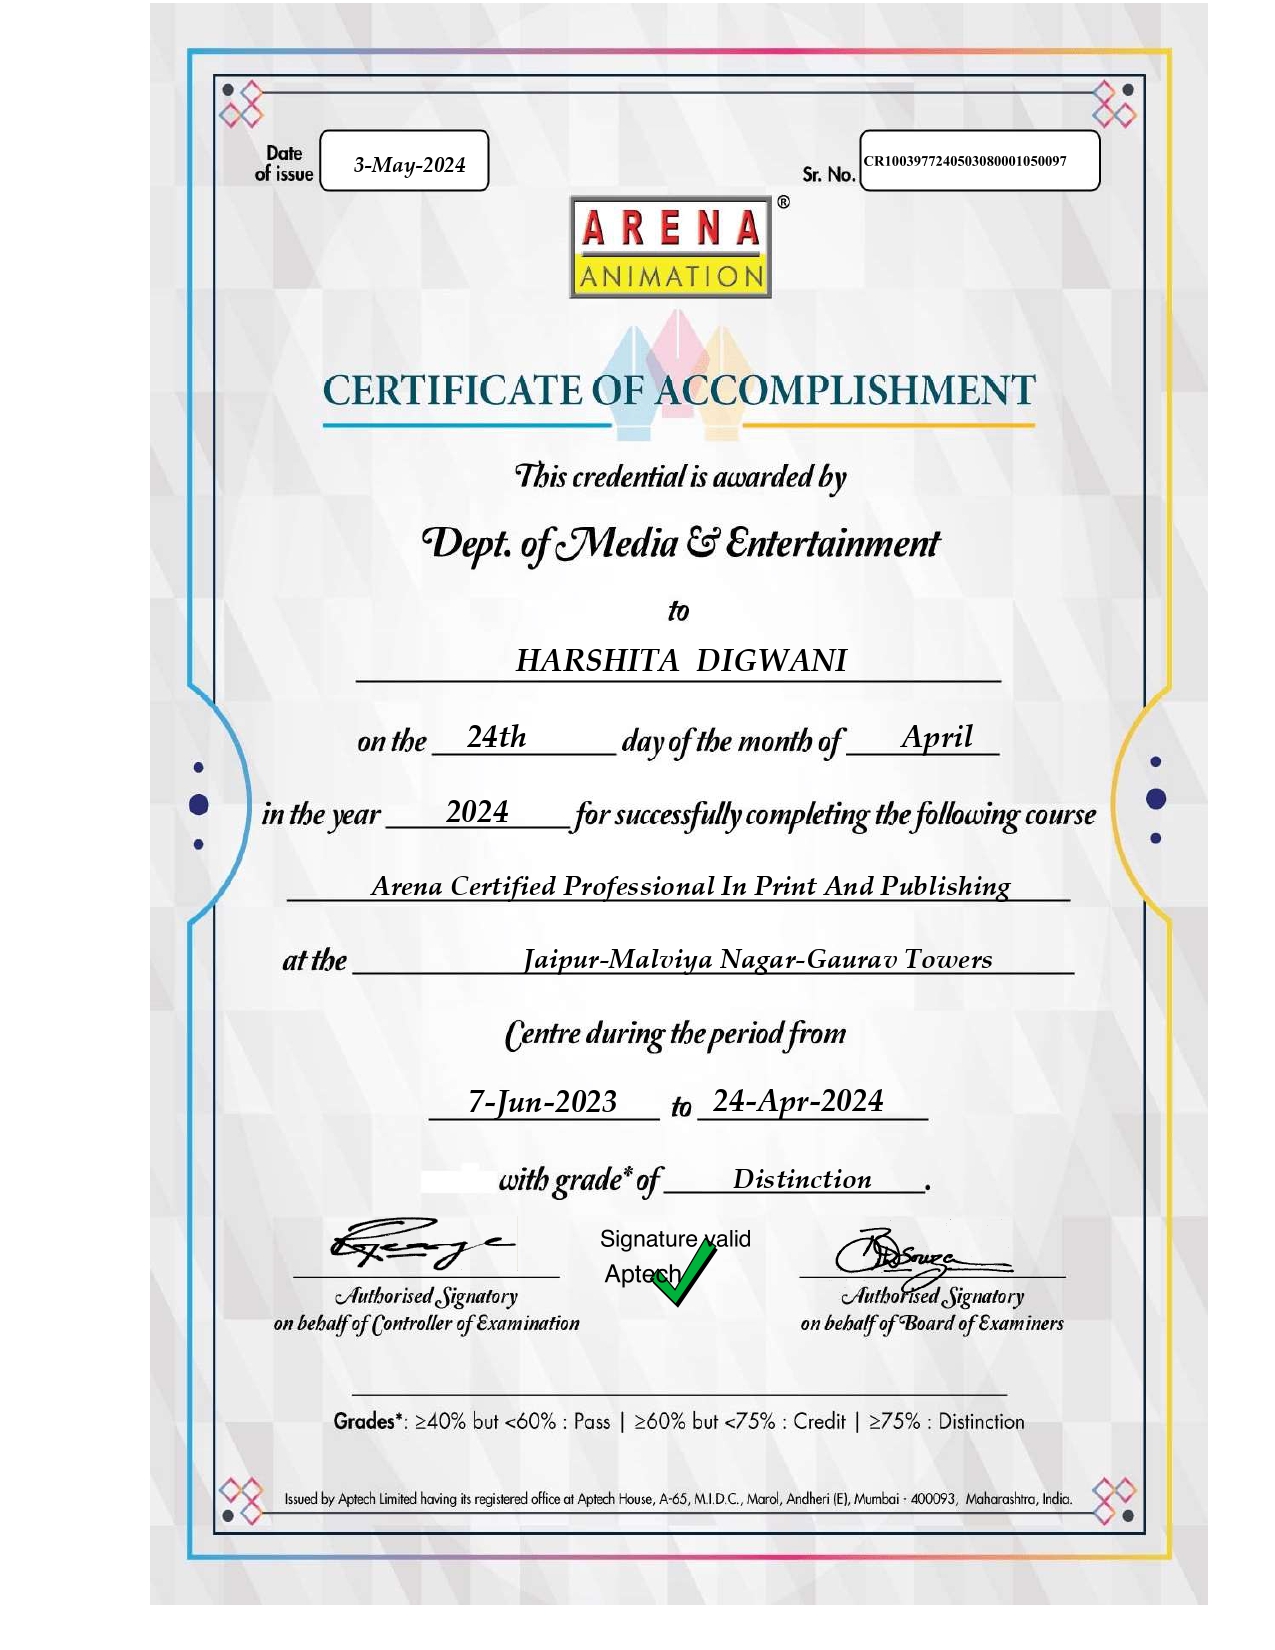 Date
of issue
3-May-2024
Sr. No.
CR1003977240503080001050097
ARENA ®
ANIMATION
CERTIFICATE OF ACCOMPLISHMENT
This credential is awarded by
Dept. of Media & Entertainment
to
HARSHITA DIGWANI
on the 24th day of the month of April
in the year 2024 for successfully completing the following course
Arena Certified Professional In Print And Publishing
at the Jaipur-Malviya Nagar-Gaurav Towers
Centre during the period from
7-Jun-2023 to 24-Apr-2024
with grade* of Distinction.
Signature valid
Aptech
Authorised Signatory
on behalf of Controller of Examination
Authorised Signatory
on behalf of Board of Examiners
Grades*: ≥40% but <60% : Pass | ≥60% but <75% : Credit | ≥75% : Distinction
Issued by Aptech Limited having its registered office at Aptech House, A-65, M.I.D.C., Marol, Andheri (E), Mumbai - 400093, Maharashtra, India.